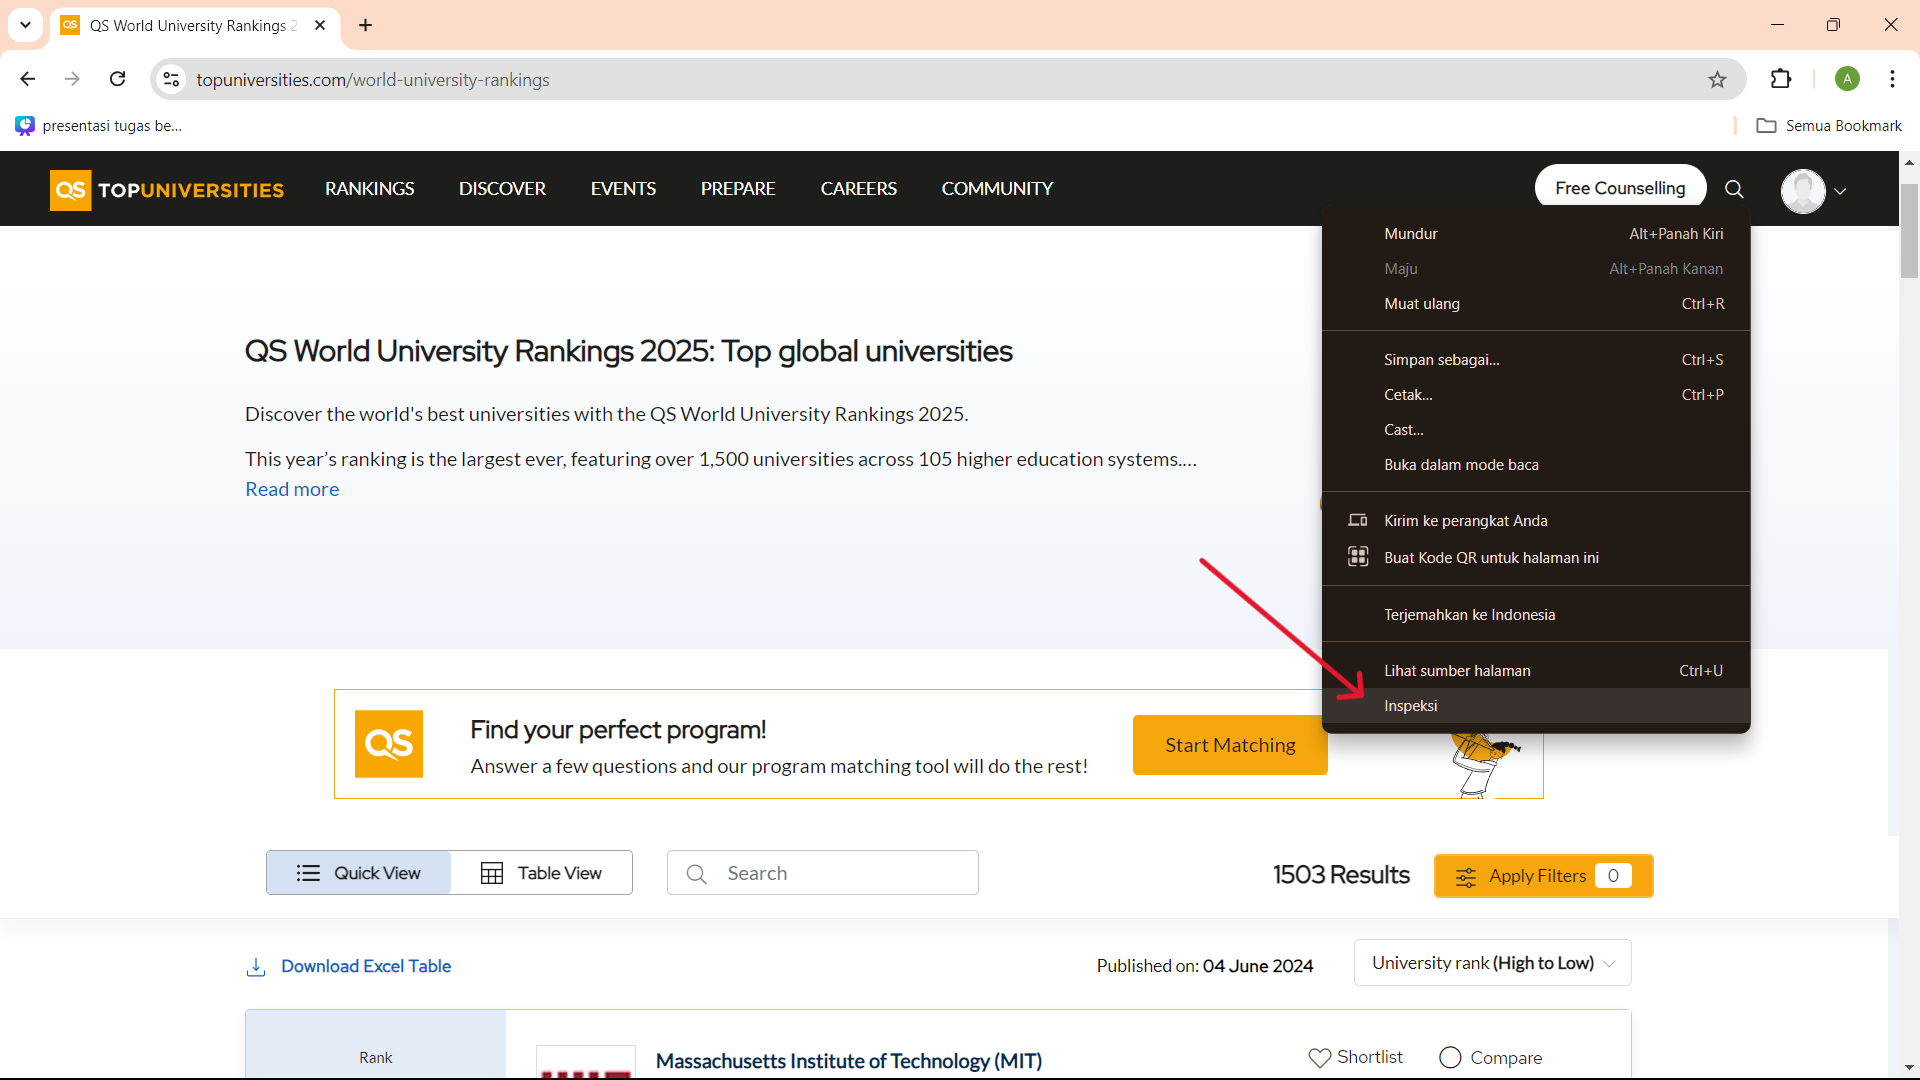 QS World University Rankings 2
topuniversities.com/world-university-rankings
A
presentasi tugas be...
Semua Bookmark
QS TOPUNIVERSITIES
RANKINGS
DISCOVER
EVENTS
PREPARE
CAREERS
COMMUNITY
Free Counselling
Mundur Alt+Panah Kiri
Maju Alt+Panah Kanan
Muat ulang Ctrl+R
Simpan sebagai... Ctrl+S
Cetak... Ctrl+P
Cast...
Buka dalam mode baca
Kirim ke perangkat Anda
Buat Kode QR untuk halaman ini
Terjemahkan ke Indonesia
Lihat sumber halaman Ctrl+U
Inspeksi
QS World University Rankings 2025: Top global universities
Discover the world's best universities with the QS World University Rankings 2025.
This year’s ranking is the largest ever, featuring over 1,500 universities across 105 higher education systems....
Read more
QS
Find your perfect program!
Answer a few questions and our program matching tool will do the rest!
Start Matching
Quick View
Table View
Search
1503 Results
Apply Filters 0
Download Excel Table
Published on: 04 June 2024
University rank (High to Low)
Rank
Massachusetts Institute of Technology (MIT)
Shortlist
Compare